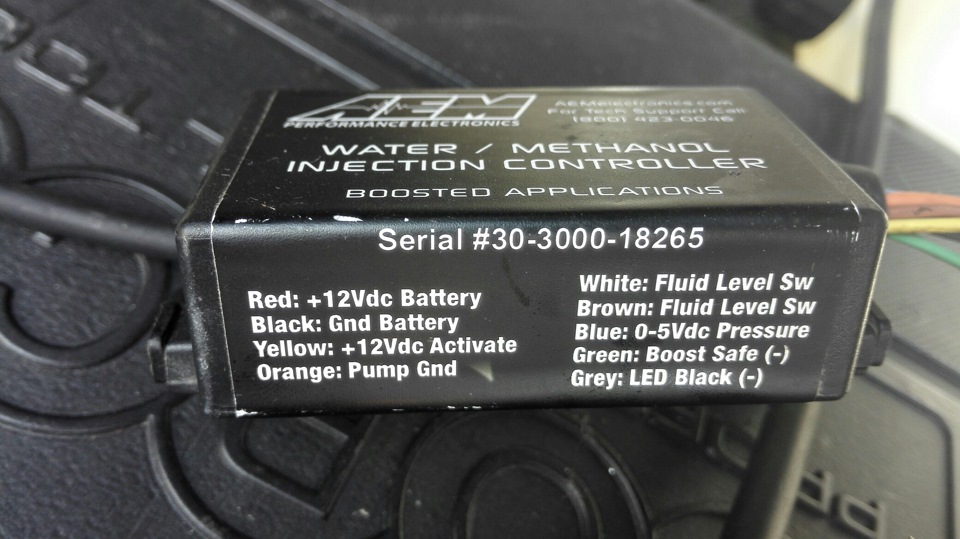 AEM
PERFORMANCE ELECTRONICS
AEMelectronics.com
For Tech Support Call
(800) 423-0046
WATER / METHANOL
INJECTION CONTROLLER
BOOSTED APPLICATIONS
Serial #30-3000-18265
Red: +12Vdc Battery
Black: Gnd Battery
Yellow: +12Vdc Activate
Orange: Pump Gnd
White: Fluid Level Sw
Brown: Fluid Level Sw
Blue: 0-5Vdc Pressure
Green: Boost Safe (-)
Grey: LED Black (-)